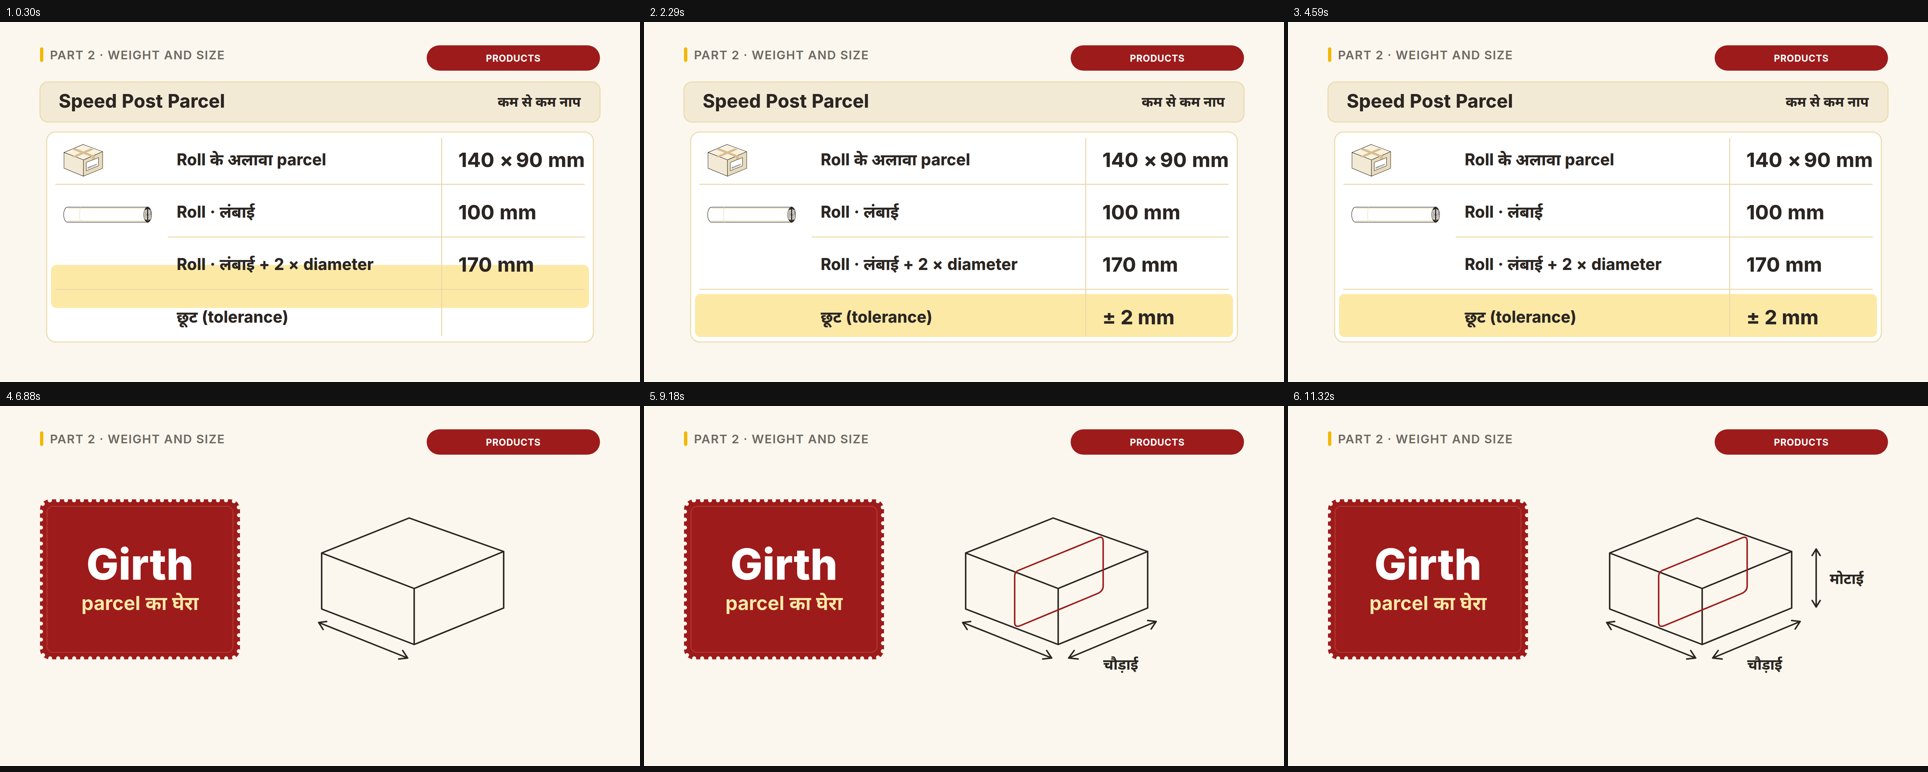 1. 0.30s
PART 2 · WEIGHT AND SIZE
PRODUCTS
Speed Post Parcel
कम से कम नाप
Roll के अलावा parcel
140 × 90 mm
Roll · लंबाई
100 mm
Roll · लंबाई + 2 × diameter
170 mm
छूट (tolerance)
2. 2.29s
PART 2 · WEIGHT AND SIZE
PRODUCTS
Speed Post Parcel
कम से कम नाप
Roll के अलावा parcel
140 × 90 mm
Roll · लंबाई
100 mm
Roll · लंबाई + 2 × diameter
170 mm
छूट (tolerance)
± 2 mm
3. 4.59s
PART 2 · WEIGHT AND SIZE
PRODUCTS
Speed Post Parcel
कम से कम नाप
Roll के अलावा parcel
140 × 90 mm
Roll · लंबाई
100 mm
Roll · लंबाई + 2 × diameter
170 mm
छूट (tolerance)
± 2 mm
4. 6.88s
PART 2 · WEIGHT AND SIZE
PRODUCTS
Girth
parcel का घेरा
5. 9.18s
PART 2 · WEIGHT AND SIZE
PRODUCTS
Girth
parcel का घेरा
चौड़ाई
6. 11.32s
PART 2 · WEIGHT AND SIZE
PRODUCTS
Girth
parcel का घेरा
मोटाई
चौड़ाई